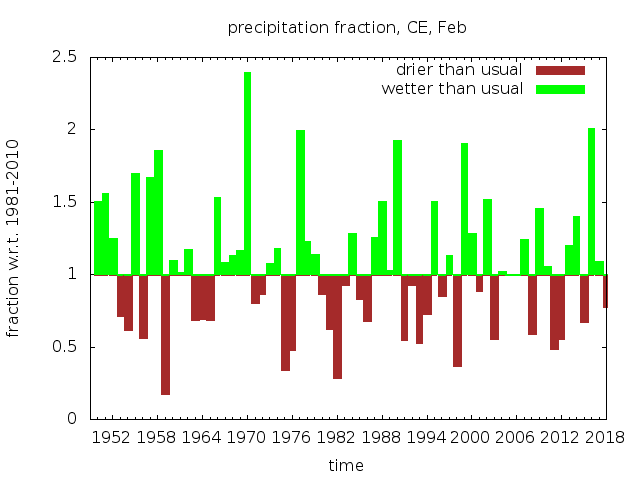 precipitation fraction, CE, Feb
drier than usual
wetter than usual
fraction w.r.t. 1981-2010
2.5
2
1.5
1
0.5
0
1952 1958 1964 1970 1976 1982 1988 1994 2000 2006 2012 2018
time